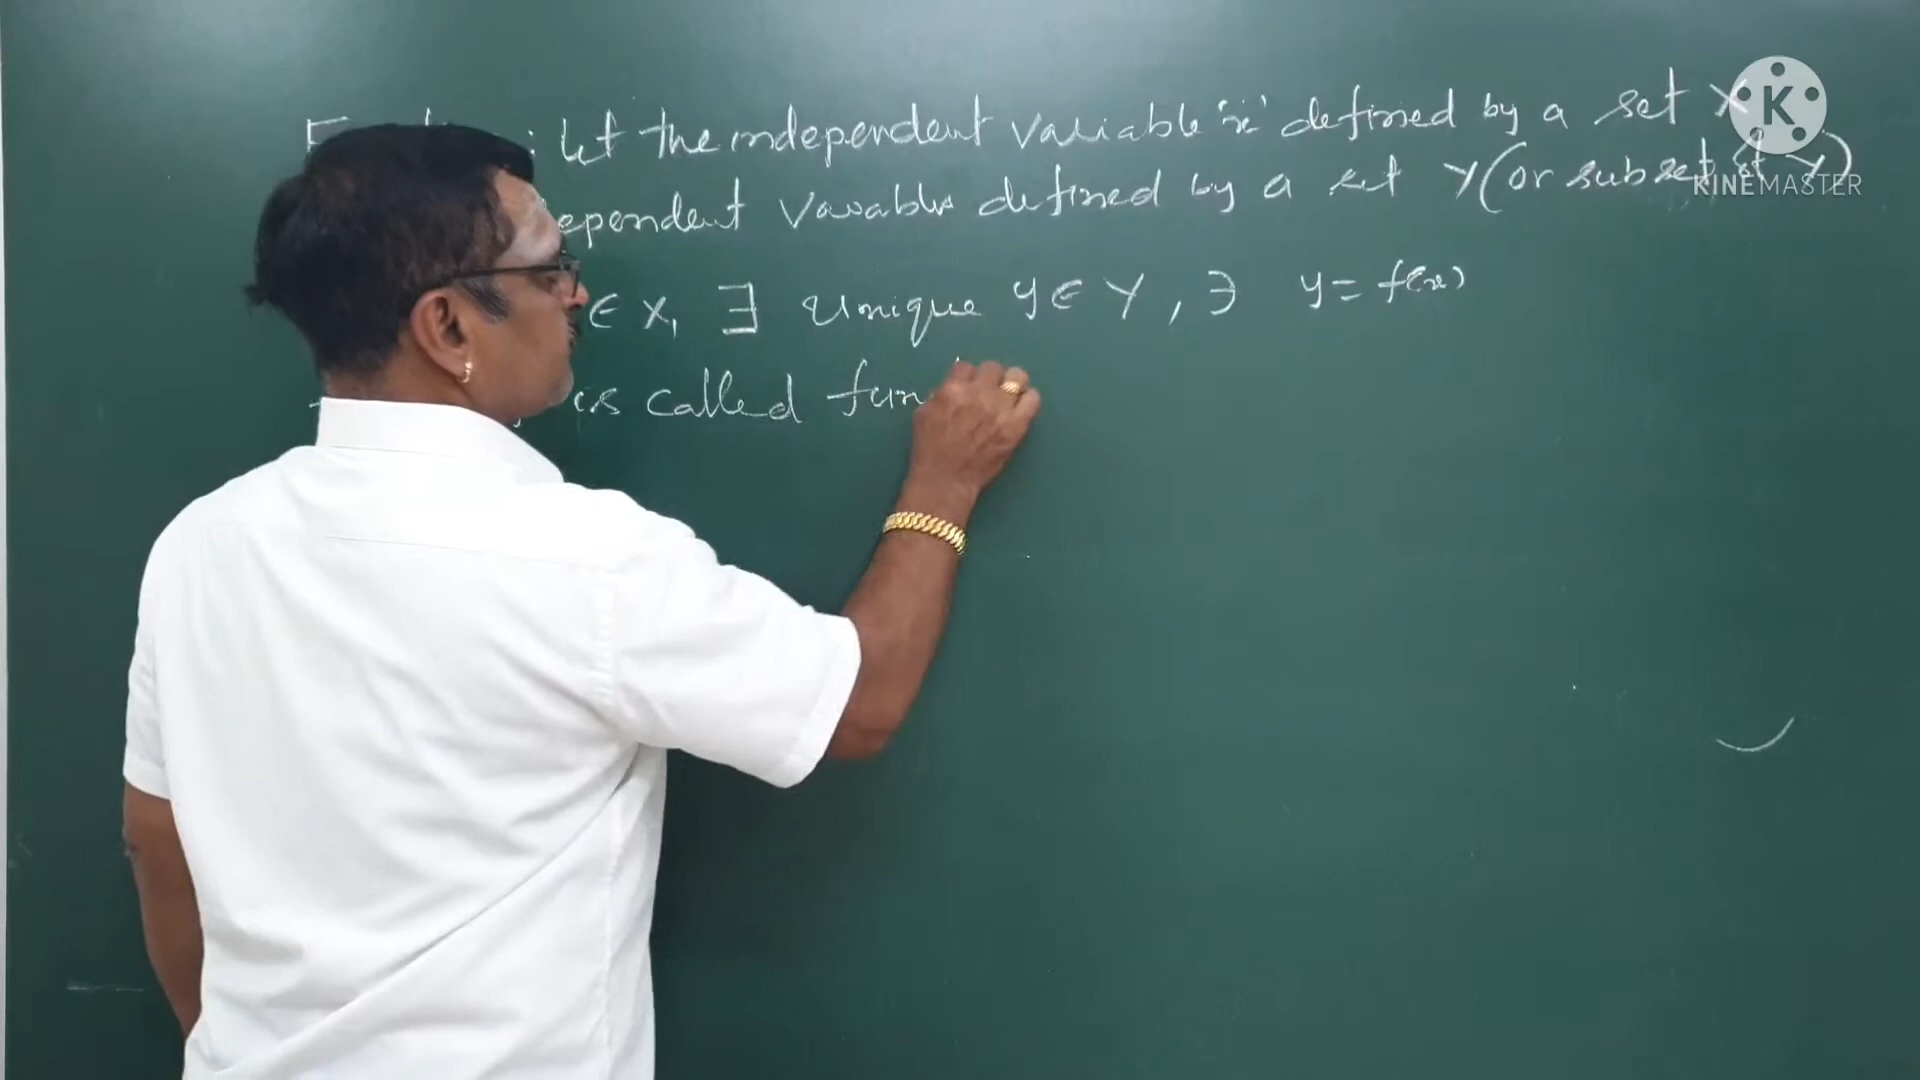 : Let the independent variable 'x' defined by a set X
ependent Variable defined by a set Y (or subset of Y)
∈ X, ∃ unique y ∈ Y, ∋ y = f(x)
is called fun
K
KINEMASTER